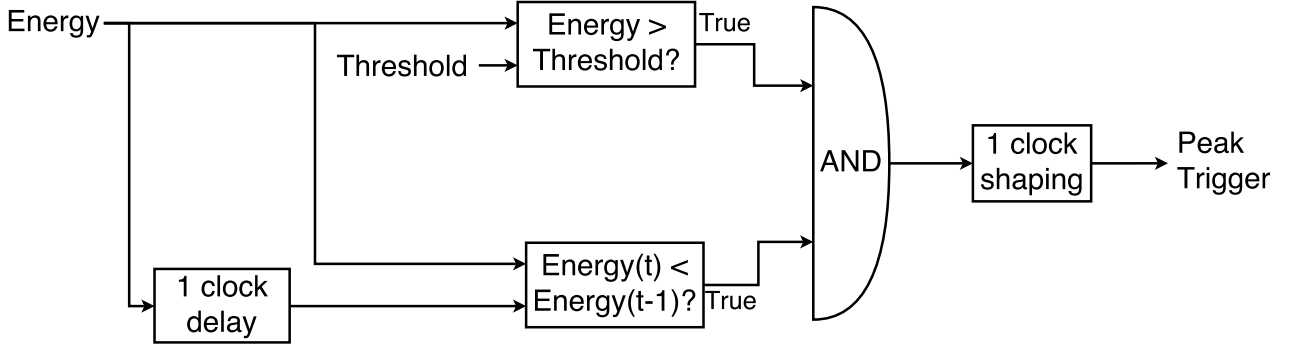 Energy
Energy >
Threshold?
True
Threshold
AND
1 clock
shaping
Peak
Trigger
Energy(t) <
Energy(t-1)?
True
1 clock
delay